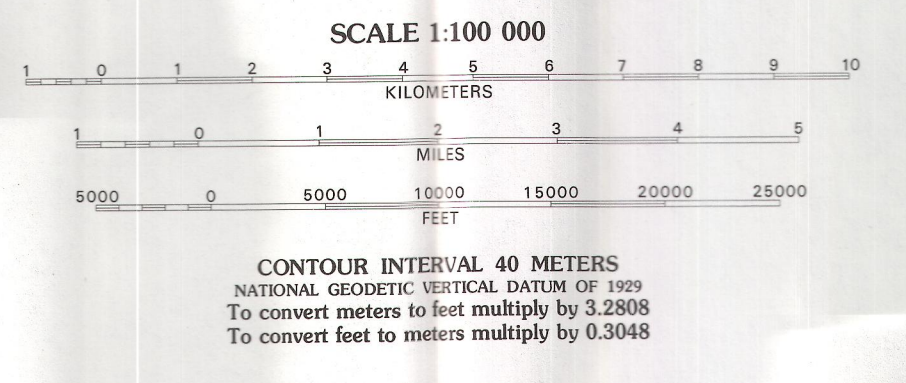 SCALE 1:100 000
1 0 1 2 3 4 5 6 7 8 9 10
KILOMETERS
1 0 1 2 3 4 5
MILES
5000 0 5000 10000 15000 20000 25000
FEET
CONTOUR INTERVAL 40 METERS
NATIONAL GEODETIC VERTICAL DATUM OF 1929
To convert meters to feet multiply by 3.2808
To convert feet to meters multiply by 0.3048